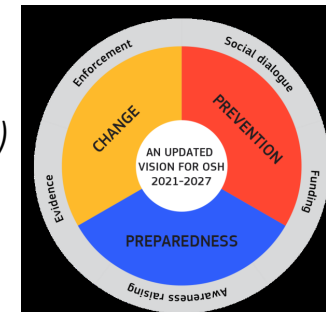 Enforcement
Social dialogue
CHANGE
PREVENTION
AN UPDATED
VISION FOR OSH
2021-2027
Evidence
Funding
PREPAREDNESS
Awareness raising
)